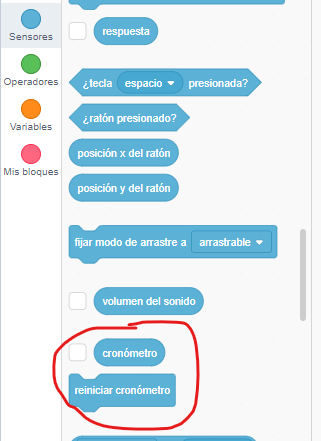 Sensores
Operadores
Variables
Mis bloques
respuesta
¿tecla espacio presionada?
¿ratón presionado?
posición x del ratón
posición y del ratón
fijar modo de arrastre a arrastrable
volumen del sonido
cronómetro
reiniciar cronómetro